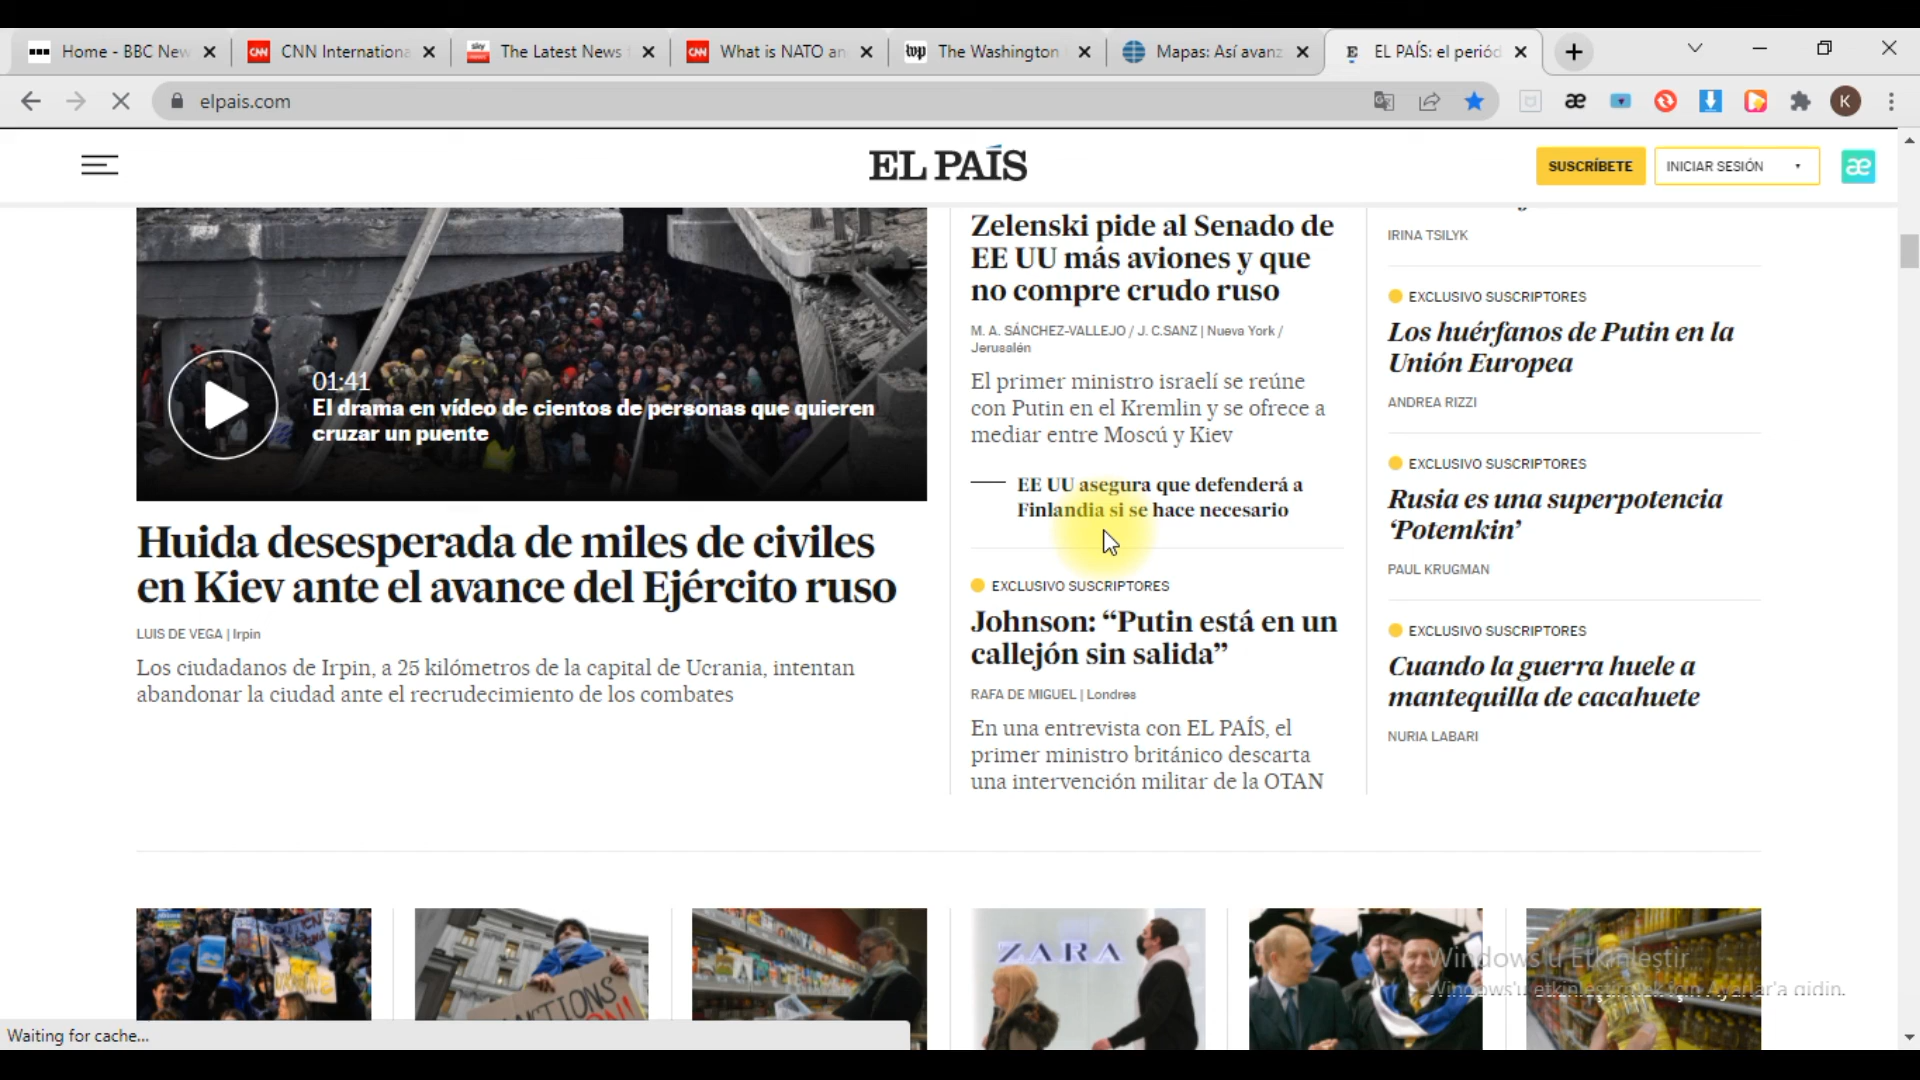 Home - BBC New
CNN Internationa
The Latest News
What is NATO an
The Washington
Mapas: Así avanz
EL PAÍS: el periód
elpais.com
K
EL PAÍS
SUSCRÍBETE
INICIAR SESIÓN
æ
01:41
El drama en vídeo de cientos de personas que quieren
cruzar un puente
Huida desesperada de miles de civiles
en Kiev ante el avance del Ejército ruso
LUIS DE VEGA | Irpin
Los ciudadanos de Irpin, a 25 kilómetros de la capital de Ucrania, intentan
abandonar la ciudad ante el recrudecimiento de los combates
Zelenski pide al Senado de
EE UU más aviones y que
no compre crudo ruso
M. A. SÁNCHEZ-VALLEJO / J. C.SANZ | Nueva York /
Jerusalén
El primer ministro israelí se reúne
con Putin en el Kremlin y se ofrece a
mediar entre Moscú y Kiev
EE UU asegura que defenderá a
Finlandia si se hace necesario
EXCLUSIVO SUSCRIPTORES
Johnson: “Putin está en un
callejón sin salida”
RAFA DE MIGUEL | Londres
En una entrevista con EL PAÍS, el
primer ministro británico descarta
una intervención militar de la OTAN
IRINA TSILYK
EXCLUSIVO SUSCRIPTORES
Los huérfanos de Putin en la
Unión Europea
ANDREA RIZZI
EXCLUSIVO SUSCRIPTORES
Rusia es una superpotencia
‘Potemkin’
PAUL KRUGMAN
EXCLUSIVO SUSCRIPTORES
Cuando la guerra huele a
mantequilla de cacahuete
NURIA LABARI
ZARA
Windows'u Etkinleştir
Windows'u etkinleştirmek için Ayarlar'a gidin.
Waiting for cache...